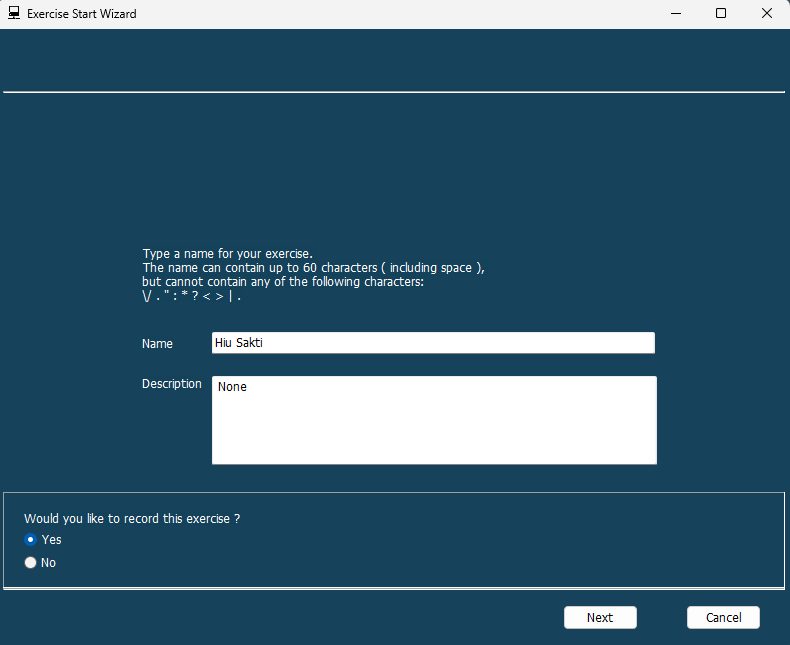 Exercise Start Wizard
Type a name for your exercise.
The name can contain up to 60 characters ( including space ),
but cannot contain any of the following characters:
\/ . " : * ? < > | .
Name
Hiu Sakti
Description
None
Would you like to record this exercise ?
Yes
No
Next
Cancel